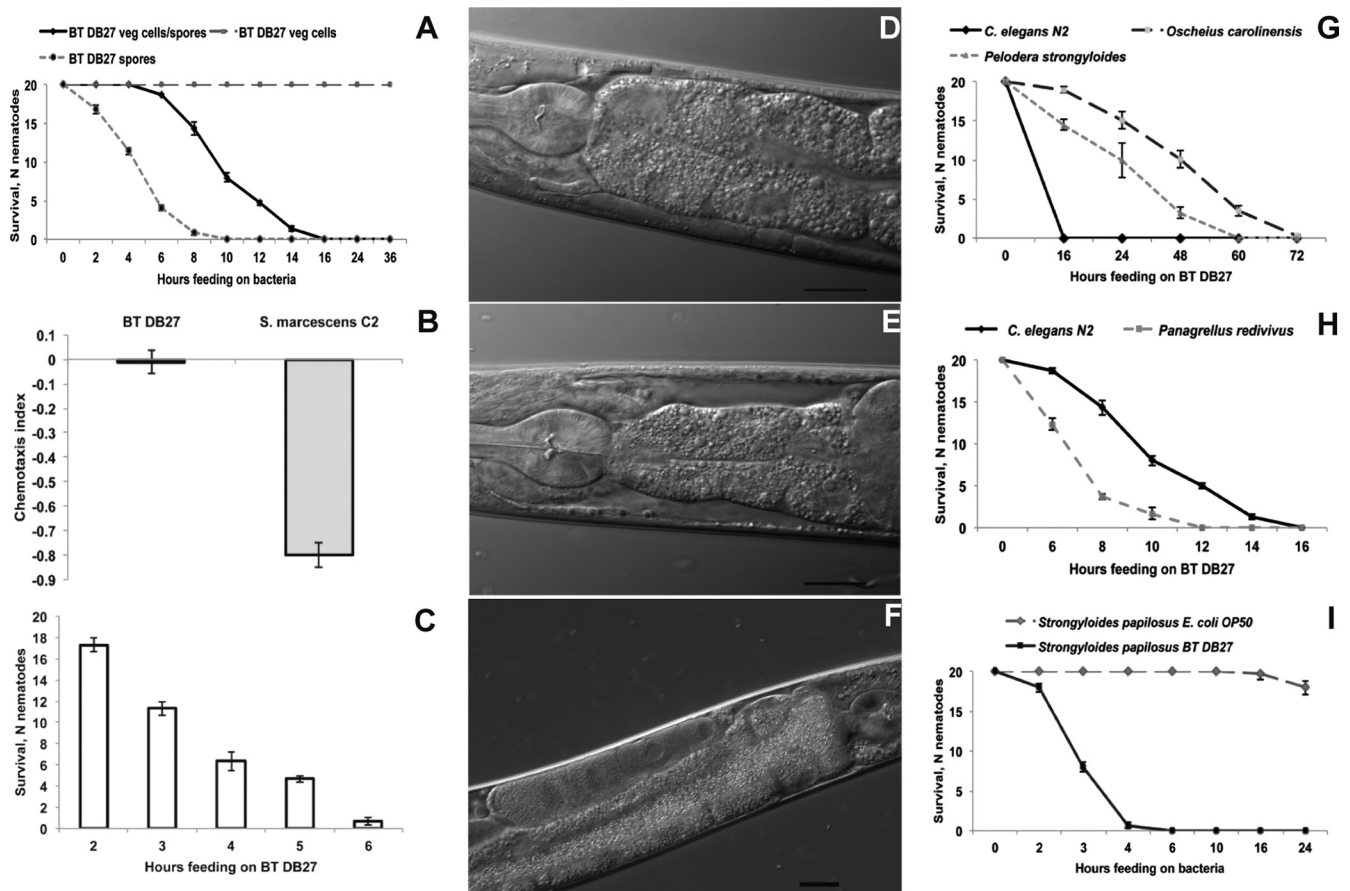 A
BT DB27 veg cells/spores
BT DB27 veg cells
BT DB27 spores
Survival, N nematodes
20
15
10
5
0
0 2 4 6 8 10 12 14 16 24 36
Hours feeding on bacteria
B
BT DB27
S. marcescens C2
Chemotaxis index
0.1
0
-0.1
-0.2
-0.3
-0.4
-0.5
-0.6
-0.7
-0.8
-0.9
C
Survival, N nematodes
20
18
16
14
12
10
8
6
4
2
0
2 3 4 5 6
Hours feeding on BT DB27
D
E
F
G
C. elegans N2
Oscheius carolinensis
Pelodera strongyloides
Survival, N nematodes
20
15
10
5
0
0 16 24 48 60 72
Hours feeding on BT DB27
H
C. elegans N2
Panagrellus redivivus
Survival, N nematodes
20
15
10
5
0
0 6 8 10 12 14 16
Hours feeding on BT DB27
I
Strongyloides papilosus E. coli OP50
Strongyloides papilosus BT DB27
Survival, N nematodes
20
15
10
5
0
0 2 3 4 6 10 16 24
Hours feeding on bacteria